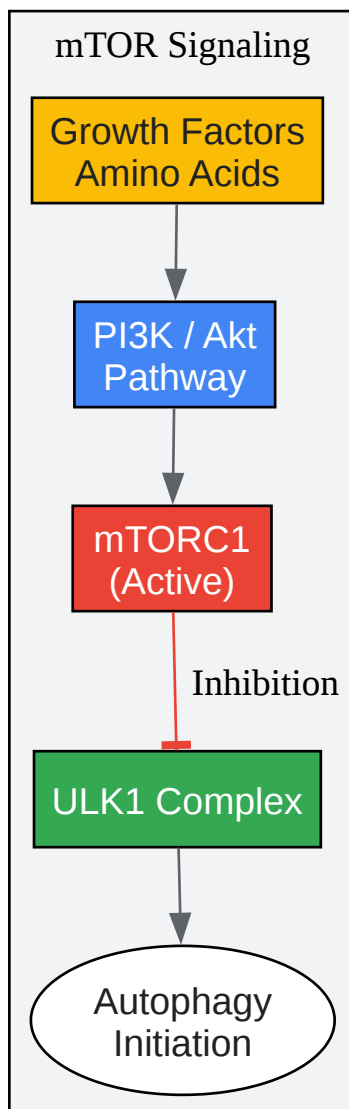 mTOR Signaling
Growth Factors
Amino Acids
PI3K / Akt
Pathway
mTORC1
(Active)
Inhibition
ULK1 Complex
Autophagy
Initiation